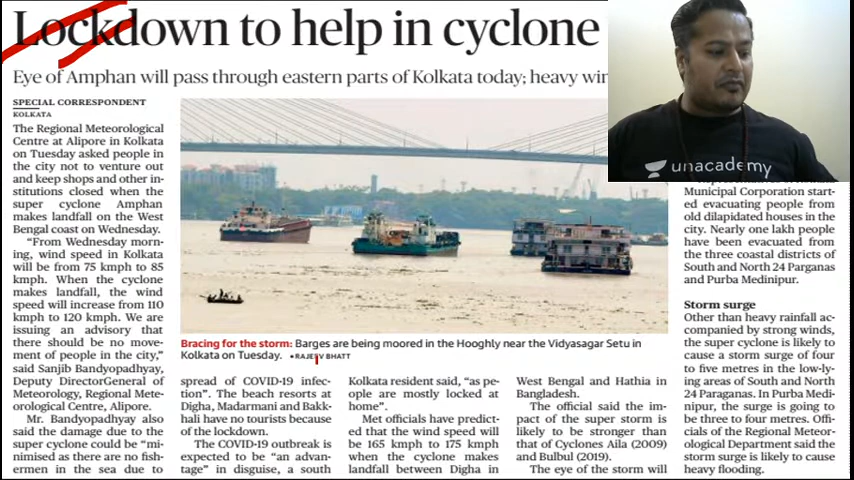 Lockdown to help in cyclone
Eye of Amphan will pass through eastern parts of Kolkata today; heavy
SPECIAL CORRESPONDENT
KOLKATA
The Regional Meteorological
Centre at Alipore in Kolkata
on Tuesday asked people in
the city not to venture out
and keep shops and other in-
stitutions closed when the
super cyclone Amphan
makes landfall on the West
Bengal coast on Wednesday.
“From Wednesday morn-
ing, wind speed in Kolkata
will be from 75 kmph to 85
kmph. When the cyclone
makes landfall, the wind
speed will increase from 110
kmph to 120 kmph. We are
issuing an advisory that
there should be no move-
ment of people in the city,”
said Sanjib Bandyopadhyay,
Deputy DirectorGeneral of
Meteorology, Regional Mete-
orological Centre, Alipore.
Mr. Bandyopadhyay also
said the damage due to the
super cyclone could be “mi-
nimised as there are no fish-
ermen in the sea due to
Bracing for the storm: Barges are being moored in the Hooghly near the Vidyasagar Setu in
Kolkata on Tuesday. •RAJEEV BHATT
spread of COVID-19 infec-
tion”. The beach resorts at
Digha, Madarmani and Bakk-
hali have no tourists because
of the lockdown.
The COVID-19 outbreak is
expected to be “an advan-
tage” in disguise, a south
Kolkata resident said, “as pe-
ople are mostly locked at
home”.
Met officials have predict-
ed that the wind speed will
be 165 kmph to 175 kmph
when the cyclone makes
landfall between Digha in
West Bengal and Hathia in
Bangladesh.
The official said the im-
pact of the super storm is
likely to be stronger than
that of Cyclones Aila (2009)
and Bulbul (2019).
The eye of the storm will
unacademy
Municipal Corporation start-
ed evacuating people from
old dilapidated houses in the
city. Nearly one lakh people
have been evacuated from
the three coastal districts of
South and North 24 Parganas
and Purba Medinipur.
Storm surge
Other than heavy rainfall ac-
companied by strong winds,
the super cyclone is likely to
cause a storm surge of four
to five metres in the low-ly-
ing areas of South and North
24 Paraganas. In Purba Medi-
nipur, the surge is going to
be three to four metres. Offi-
cials of the Regional Meteor-
ological Department said the
storm surge is likely to cause
heavy flooding.